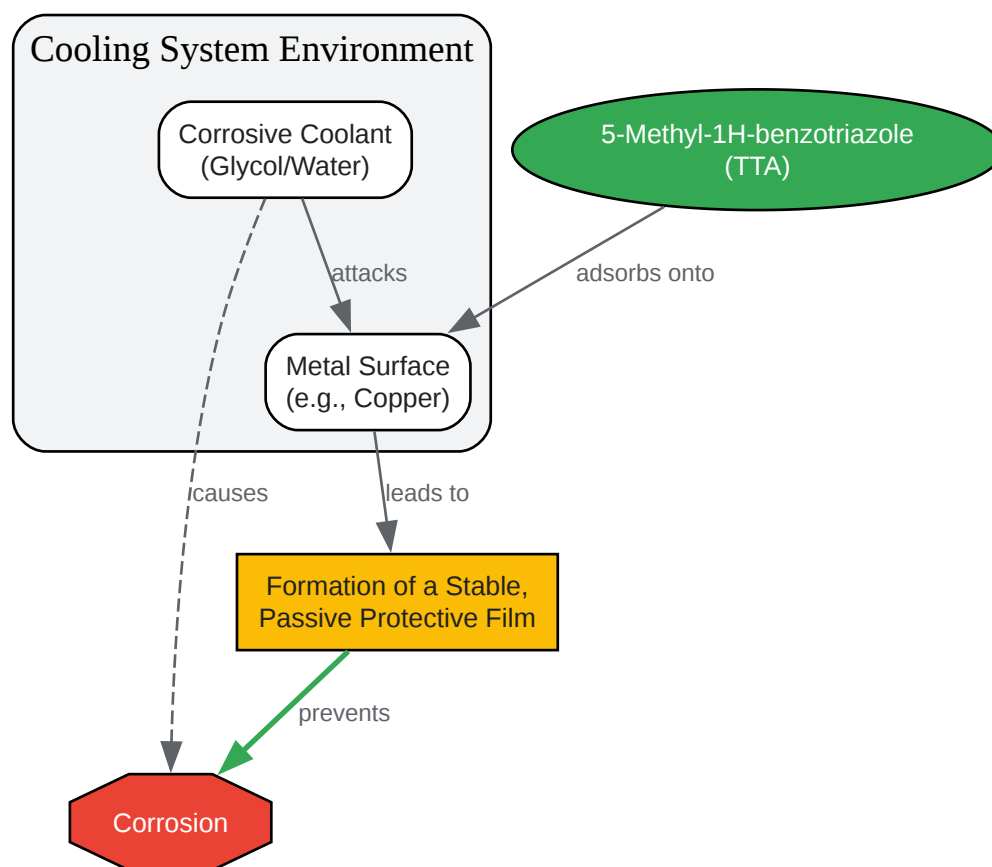 Cooling System Environment
Corrosive Coolant
(Glycol/Water)
5-Methyl-1H-benzotriazole
(TTA)
attacks
adsorbs onto
Metal Surface
(e.g., Copper)
causes
leads to
Formation of a Stable,
Passive Protective Film
prevents
Corrosion